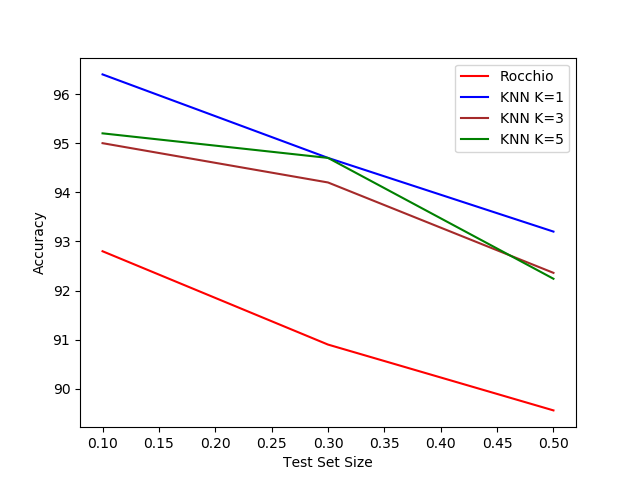 Rocchio
KNN K=1
KNN K=3
KNN K=5
96
95
94
93
92
91
90
Accuracy
0.10 0.15 0.20 0.25 0.30 0.35 0.40 0.45 0.50
Test Set Size